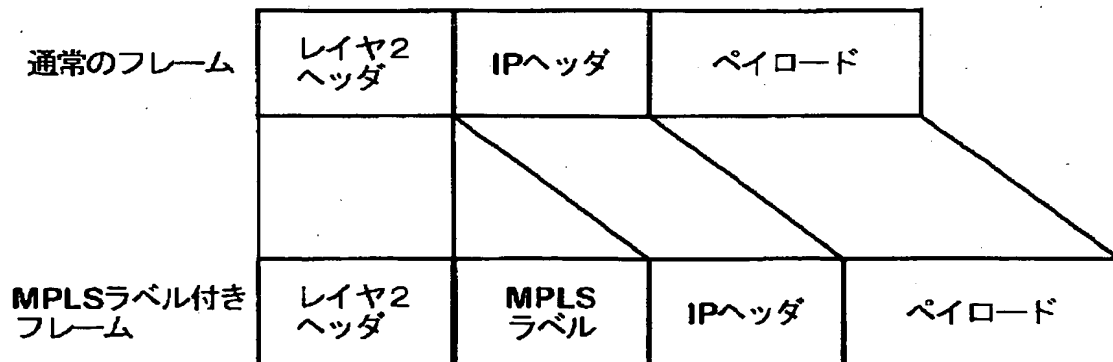 通常のフレーム
レイヤ2
ヘッダ
IPヘッダ
ペイロード
MPLSラベル付き
フレーム
レイヤ2
ヘッダ
MPLS
ラベル
IPヘッダ
ペイロード